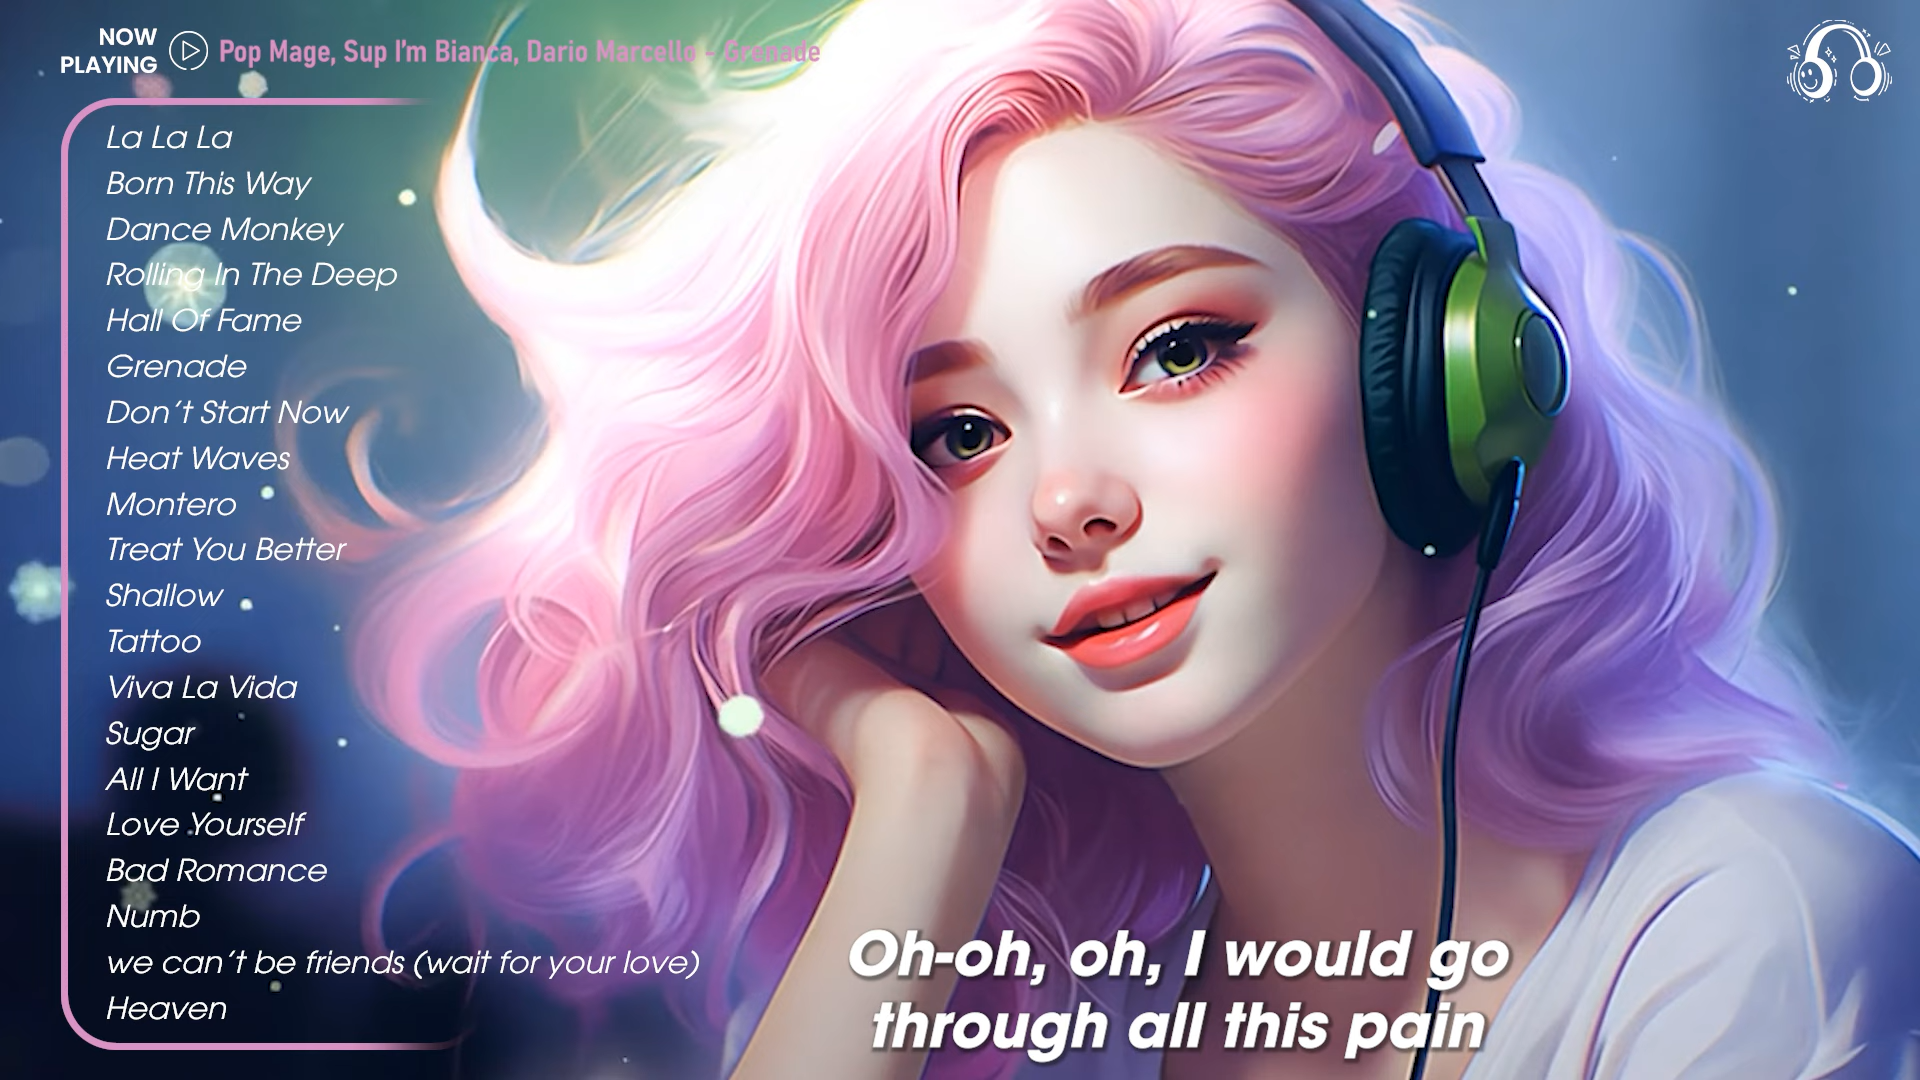 NOW
PLAYING
Pop Mage, Sup I'm Bianca, Dario Marcello - Grenade
La La La
Born This Way
Dance Monkey
Rolling In The Deep
Hall Of Fame
Grenade
Don't Start Now
Heat Waves
Montero
Treat You Better
Shallow
Tattoo
Viva La Vida
Sugar
All I Want
Love Yourself
Bad Romance
Numb
we can't be friends (wait for your love)
Heaven
Oh-oh, oh, I would go
through all this pain